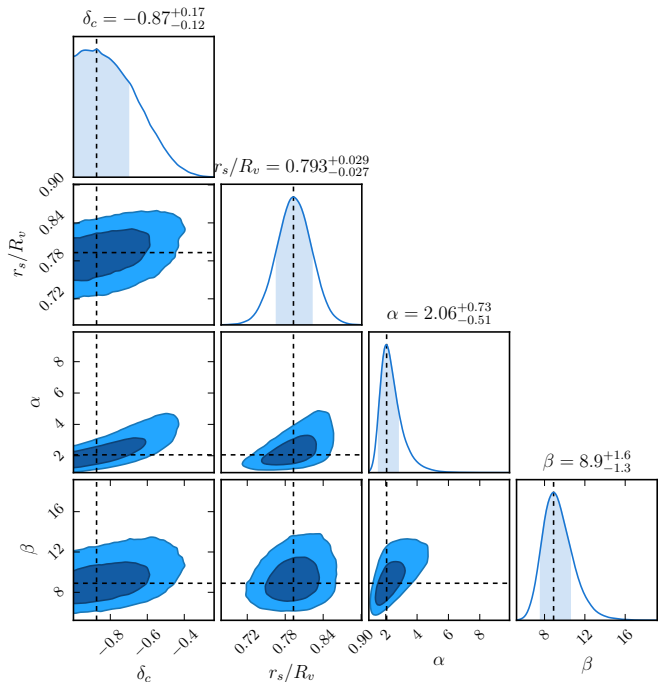 δ_c = −0.87^{+0.17}_{−0.12}
r_s/R_v = 0.793^{+0.029}_{−0.027}
α = 2.06^{+0.73}_{−0.51}
β = 8.9^{+1.6}_{−1.3}
r_s/R_v
0.90
0.84
0.78
0.72
α
8
6
4
2
β
16
12
8
−0.8
−0.6
−0.4
δ_c
0.72
0.78
0.84
0.90
r_s/R_v
2
4
6
8
α
8
12
16
β